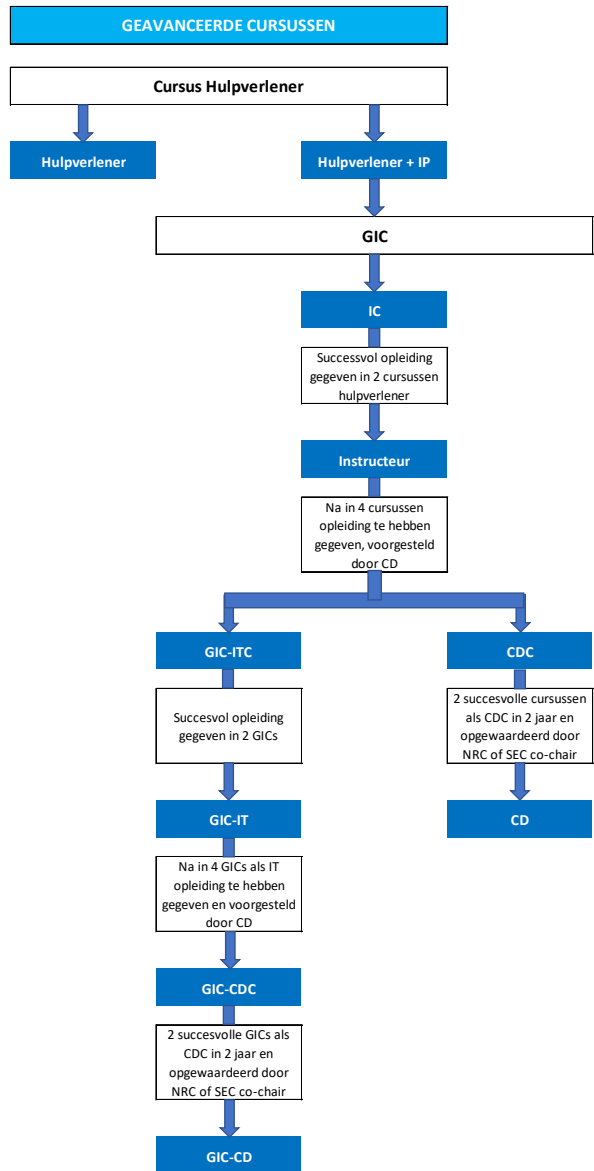 GEAVANCEERDE CURSUSSEN
Cursus Hulpverlener
Hulpverlener
Hulpverlener + IP
GIC
IC
Successvol opleiding
gegeven in 2 cursussen
hulpverlener
Instructeur
Na in 4 cursussen
opleiding te hebben
gegeven, voorgesteld
door CD
GIC-ITC
CDC
Succesvol opleiding
gegeven in 2 GICs
2 succesvolle cursussen
als CDC in 2 jaar en
opgewaardeerd door
NRC of SEC co-chair
GIC-IT
CD
Na in 4 GICs als IT
opleiding te hebben
gegeven en voorgesteld
door CD
GIC-CDC
2 succesvolle GICs als
CDC in 2 jaar en
opgewaardeerd door
NRC of SEC co-chair
GIC-CD